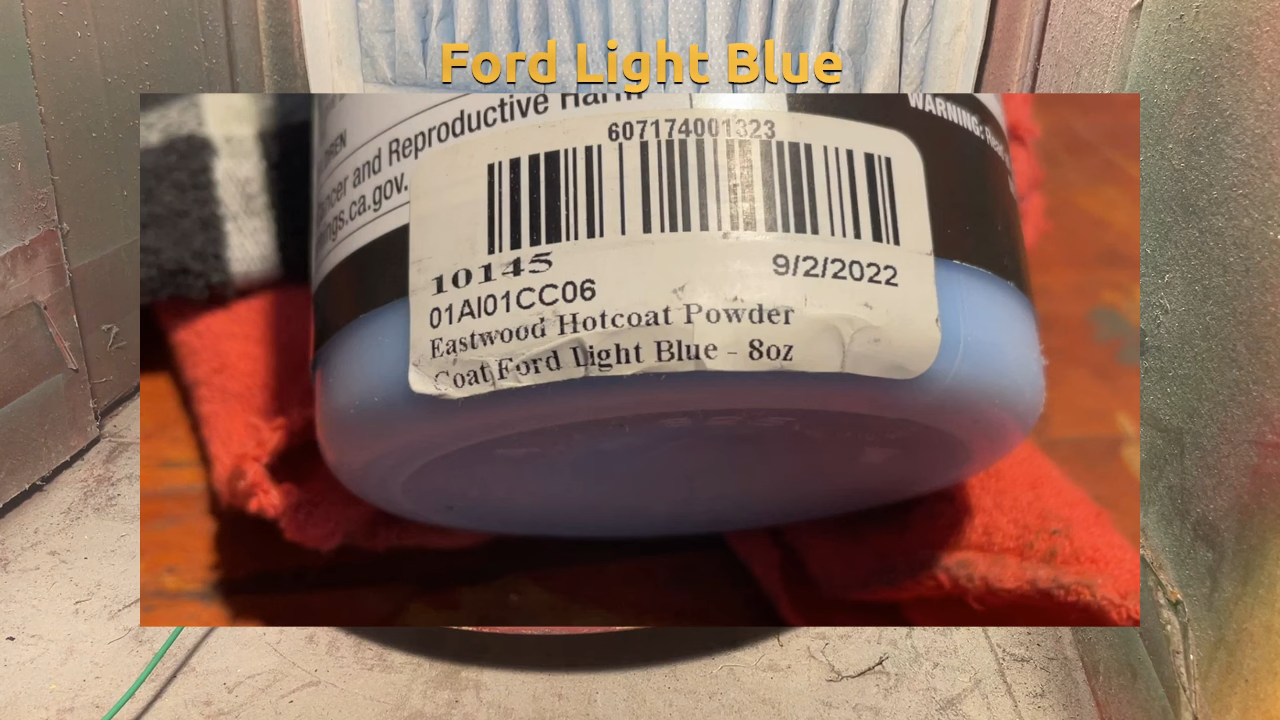 Ford Light Blue
Cancer and Reproductive Harm
ings.ca.gov.
WARNING:
607174001323
10145
9/2/2022
01AI01CC06
Eastwood Hotcoat Powder
Coat Ford Light Blue - 8oz